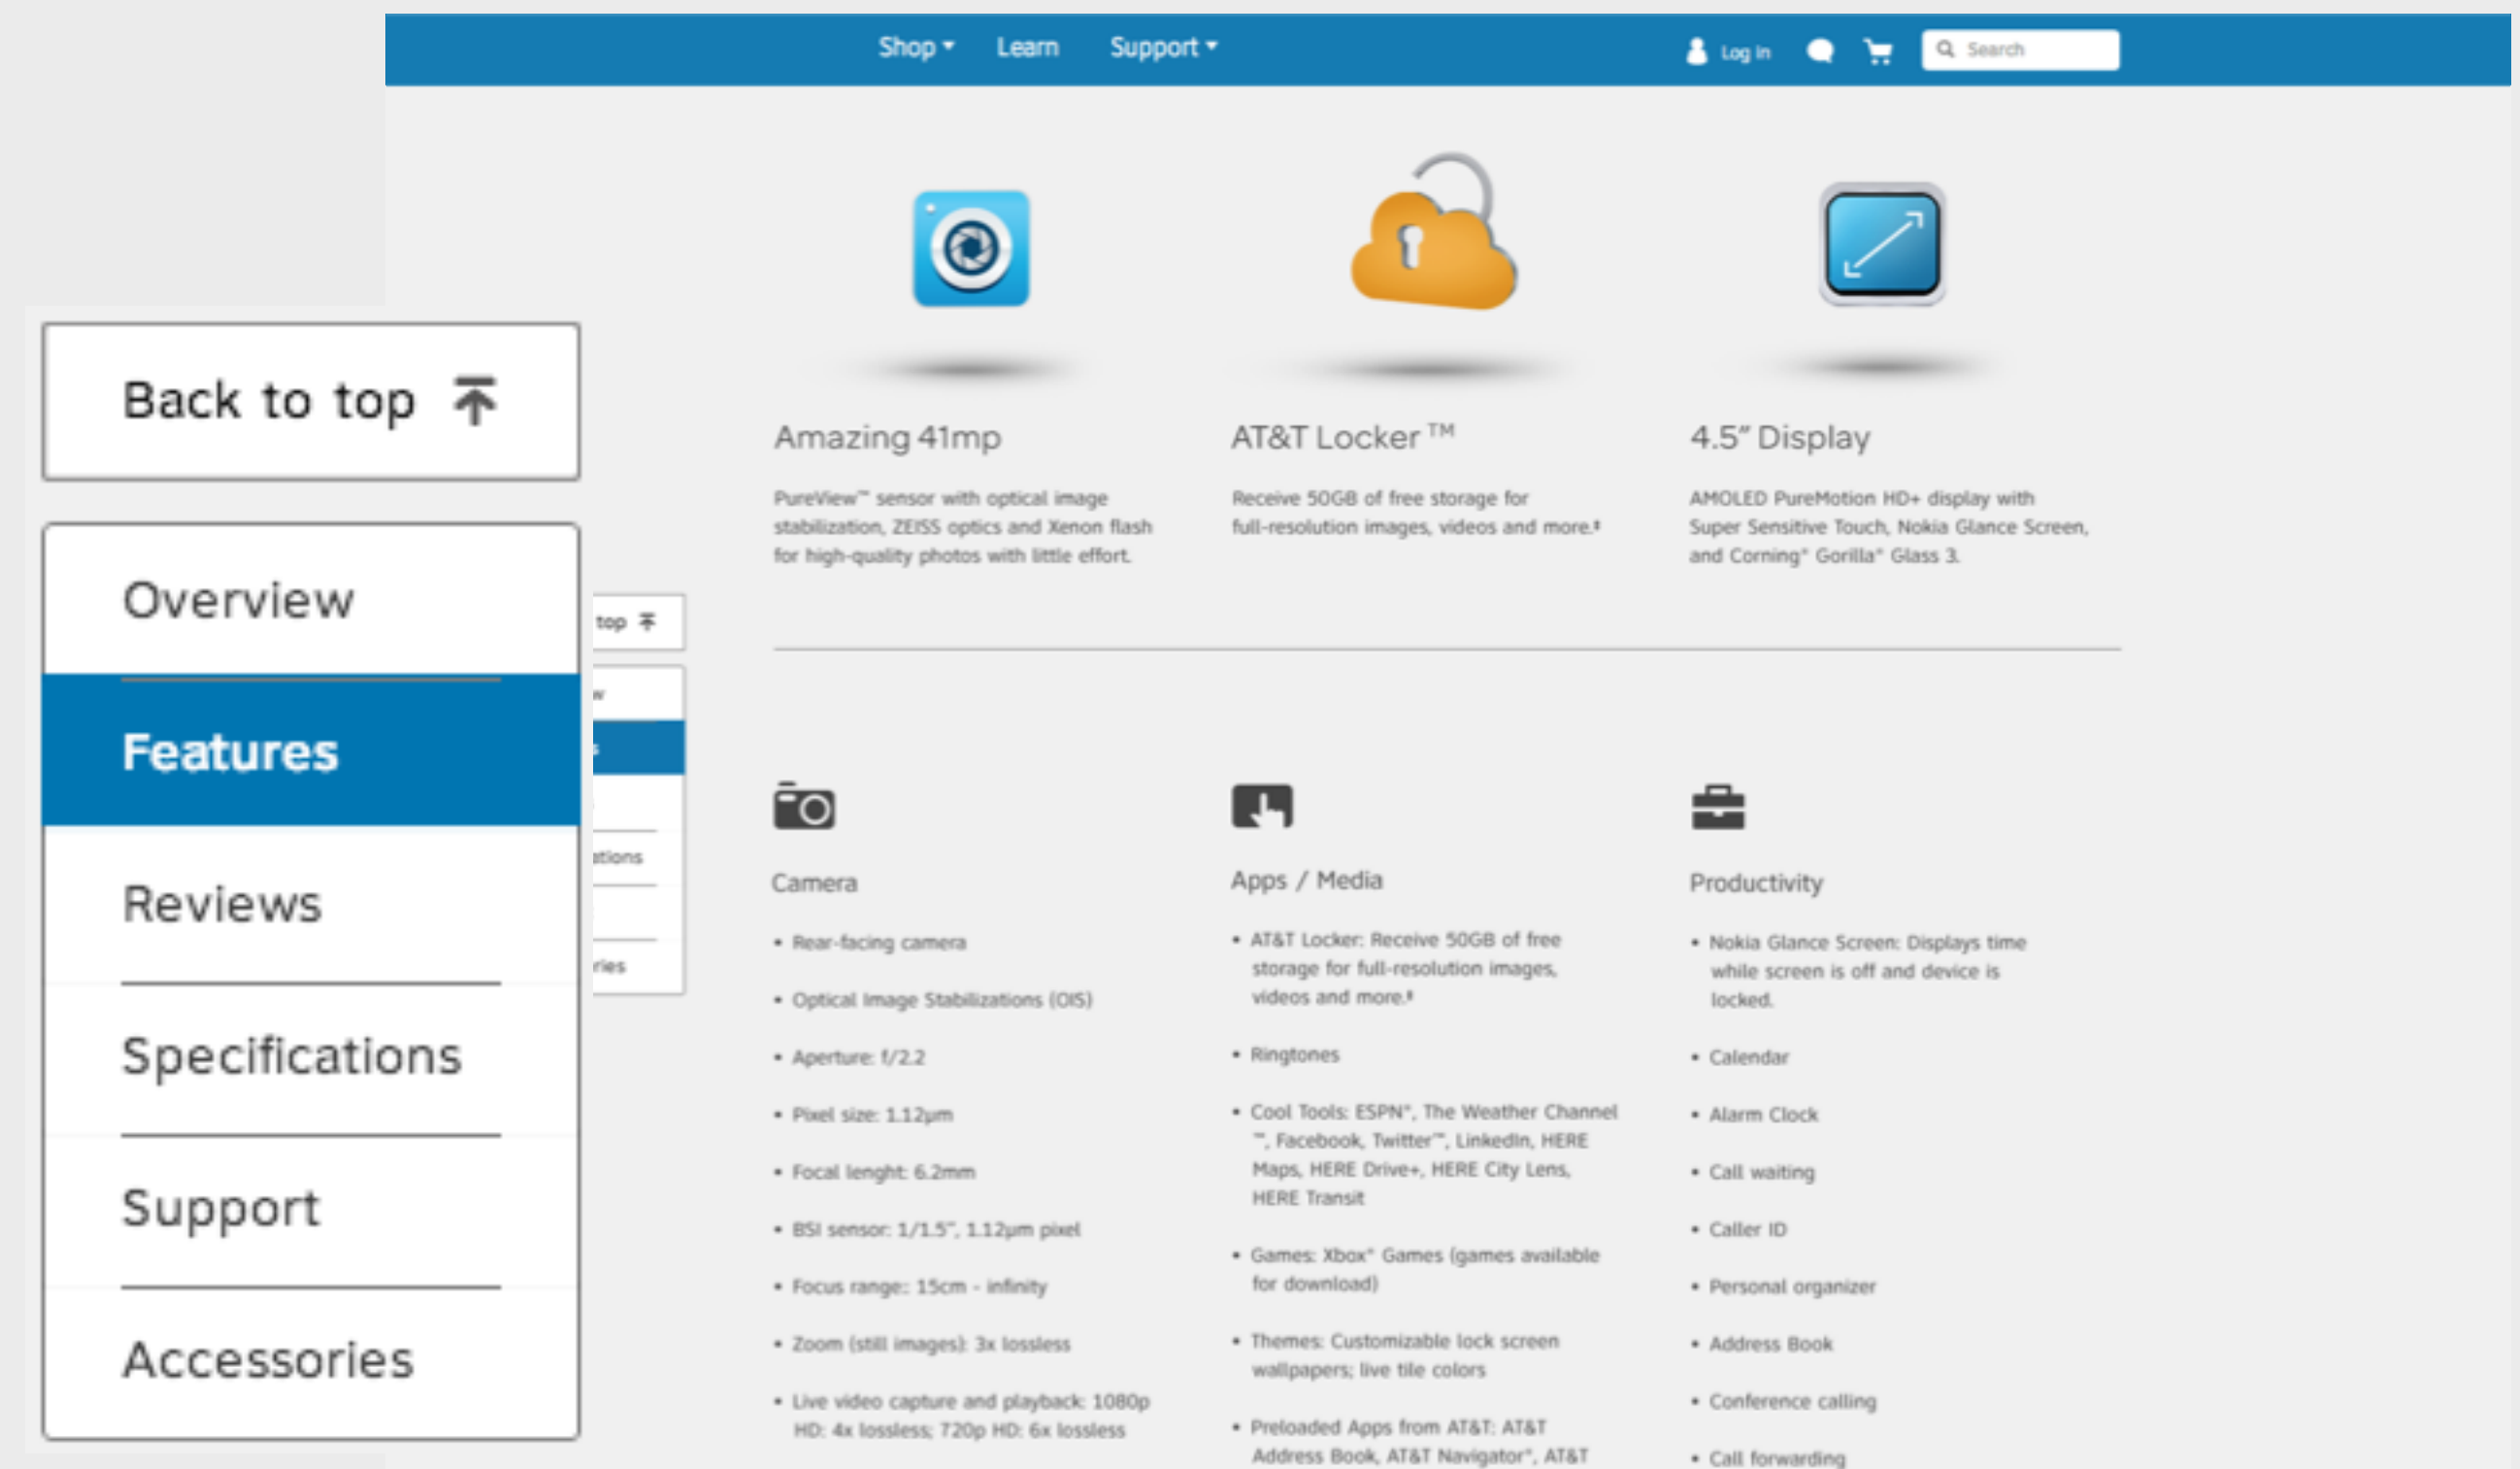 Shop Learn Support Log In Search
Back to top
Overview
Features
Reviews
Specifications
Support
Accessories
top
Amazing 41mp
PureView™ sensor with optical image
stabilization, ZEISS optics and Xenon flash
for high-quality photos with little effort.
AT&T Locker™
Receive 50GB of free storage for
full-resolution images, videos and more.‡
4.5” Display
AMOLED PureMotion HD+ display with
Super Sensitive Touch, Nokia Glance Screen,
and Corning® Gorilla® Glass 3.
Camera
• Rear-facing camera
• Optical Image Stabilizations (OIS)
• Aperture: f/2.2
• Pixel size: 1.12µm
• Focal lenght: 6.2mm
• BSI sensor: 1/1.5”, 1.12µm pixel
• Focus range:: 15cm - infinity
• Zoom (still images): 3x lossless
• Live video capture and playback: 1080p
HD: 4x lossless; 720p HD: 6x lossless
Apps / Media
• AT&T Locker: Receive 50GB of free
storage for full-resolution images,
videos and more.‡
• Ringtones
• Cool Tools: ESPN®, The Weather Channel
™, Facebook, Twitter™, LinkedIn, HERE
Maps, HERE Drive+, HERE City Lens,
HERE Transit
• Games: Xbox® Games (games available
for download)
• Themes: Customizable lock screen
wallpapers; live tile colors
• Preloaded Apps from AT&T: AT&T
Address Book, AT&T Navigator®, AT&T
Productivity
• Nokia Glance Screen: Displays time
while screen is off and device is
locked.
• Calendar
• Alarm Clock
• Call waiting
• Caller ID
• Personal organizer
• Address Book
• Conference calling
• Call forwarding